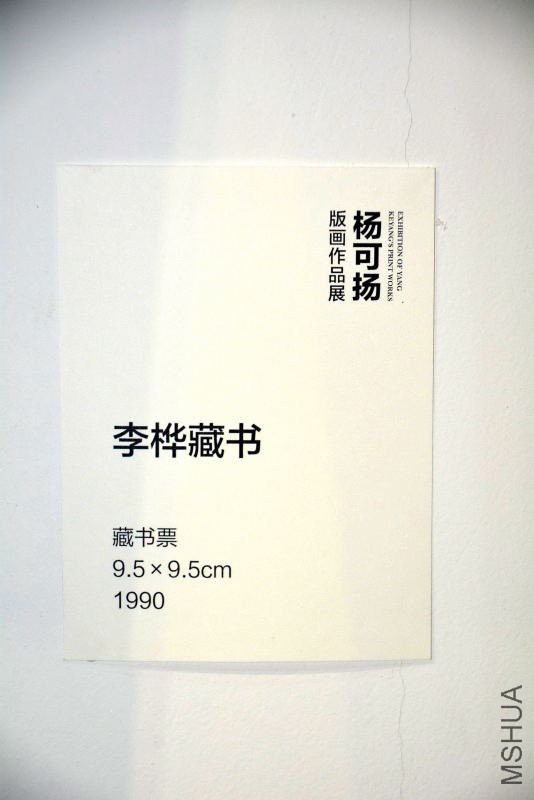 EXHIBITION OF YANG
KEYANG'S PRINT WORKS
杨可扬
版画作品展
李桦藏书
藏书票
9.5×9.5cm
1990
MSHUA